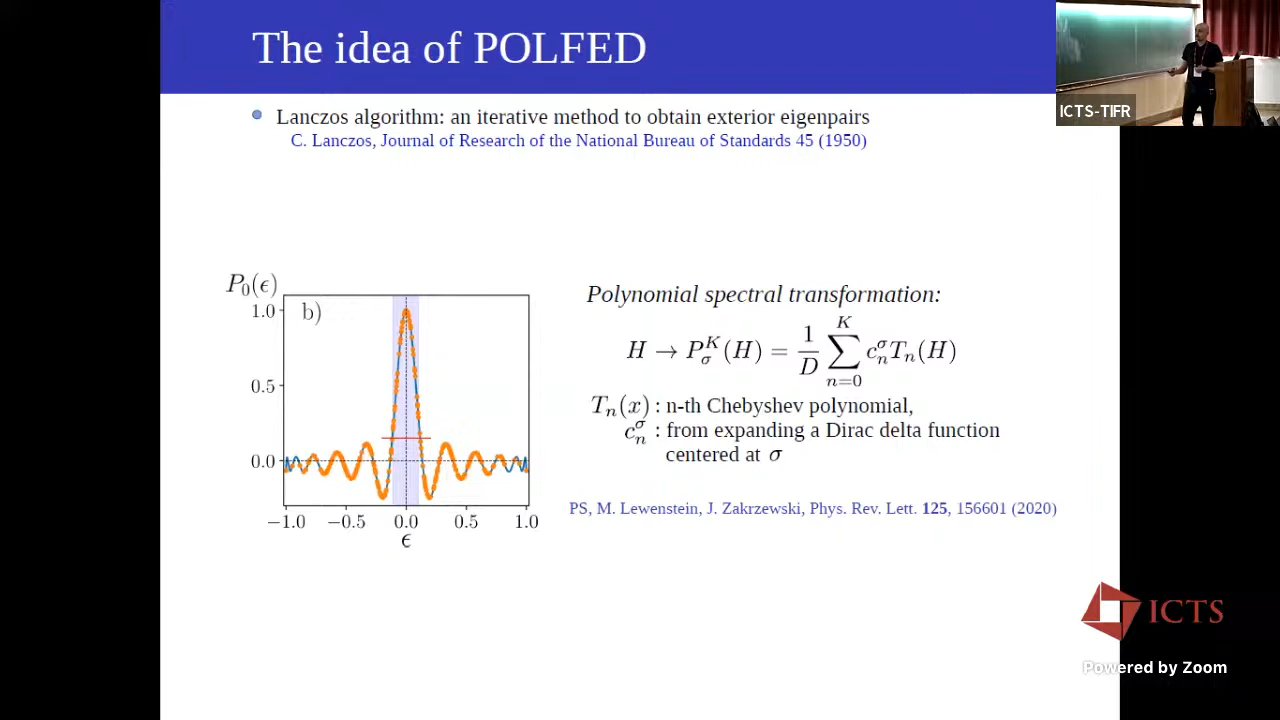 The idea of POLFED
ICTS-TIFR
Lanczos algorithm: an iterative method to obtain exterior eigenpairs
C. Lanczos, Journal of Research of the National Bureau of Standards 45 (1950)
P₀(ϵ)
b)
1.0
0.5
0.0
−1.0 −0.5 0.0 0.5 1.0
ϵ
Polynomial spectral transformation:
H → P_σ^K(H) = 1/D ∑_{n=0}^{K} c_n^σ T_n(H)
T_n(x) : n-th Chebyshev polynomial,
c_n^σ : from expanding a Dirac delta function
centered at σ
PS, M. Lewenstein, J. Zakrzewski, Phys. Rev. Lett. 125, 156601 (2020)
ICTS
Powered by Zoom